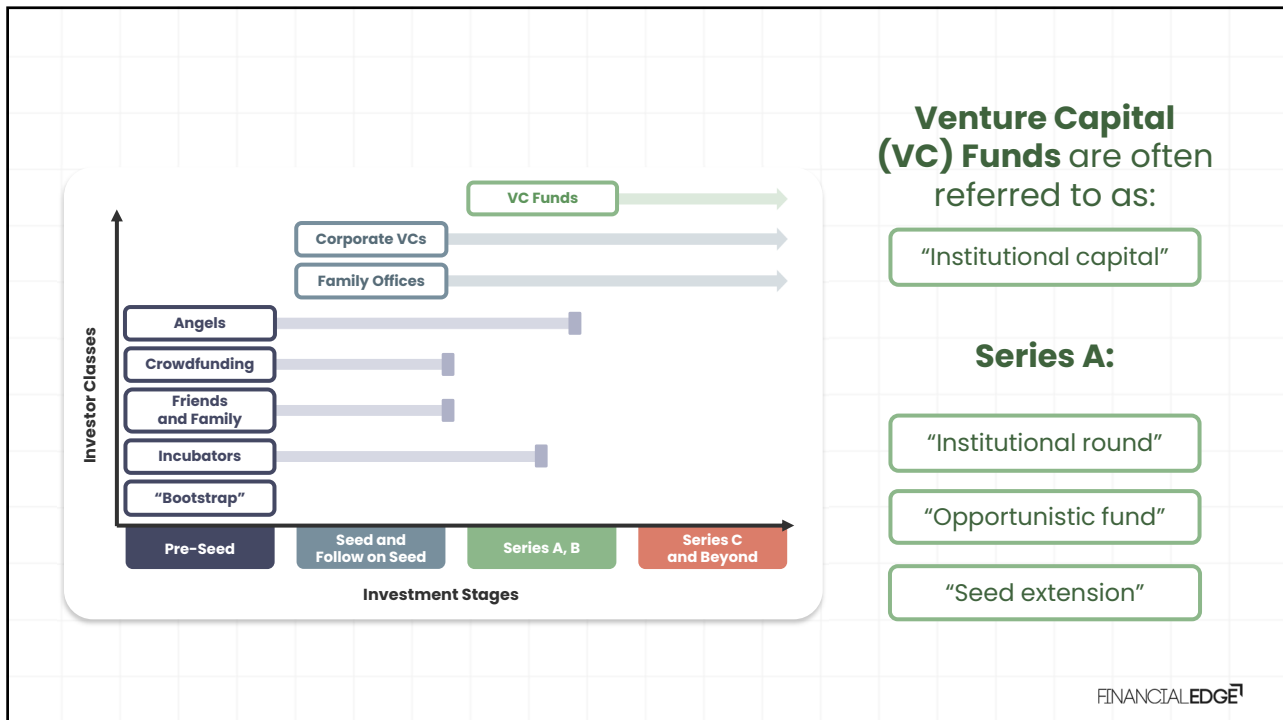 VC Funds
Corporate VCs
Family Offices
Angels
Crowdfunding
Friends
and Family
Incubators
“Bootstrap”
Investor Classes
Pre-Seed
Seed and
Follow on Seed
Series A, B
Series C
and Beyond
Investment Stages
Venture Capital
(VC) Funds are often
referred to as:
“Institutional capital”
Series A:
“Institutional round”
“Opportunistic fund”
“Seed extension”
FINANCIALEDGE